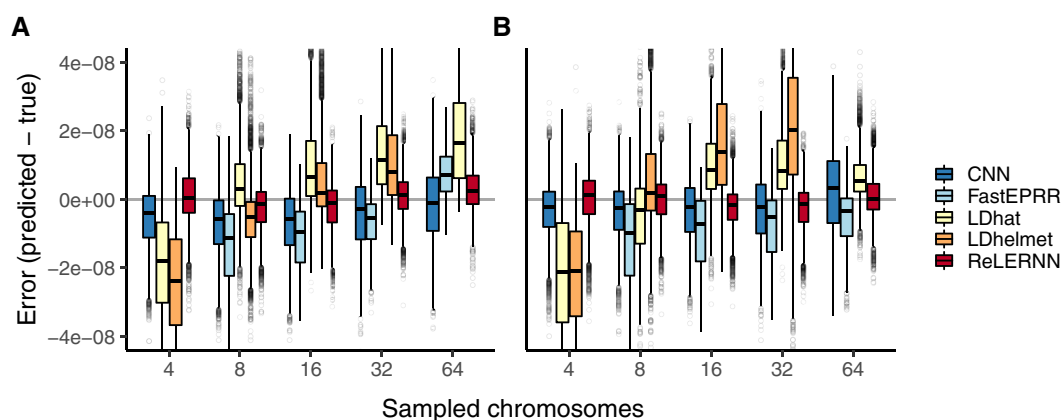 A
B
Error (predicted − true)
4e−08
2e−08
0e+00
−2e−08
−4e−08
4 8 16 32 64
4 8 16 32 64
Sampled chromosomes
CNN
FastEPRR
LDhat
LDhelmet
ReLERNN